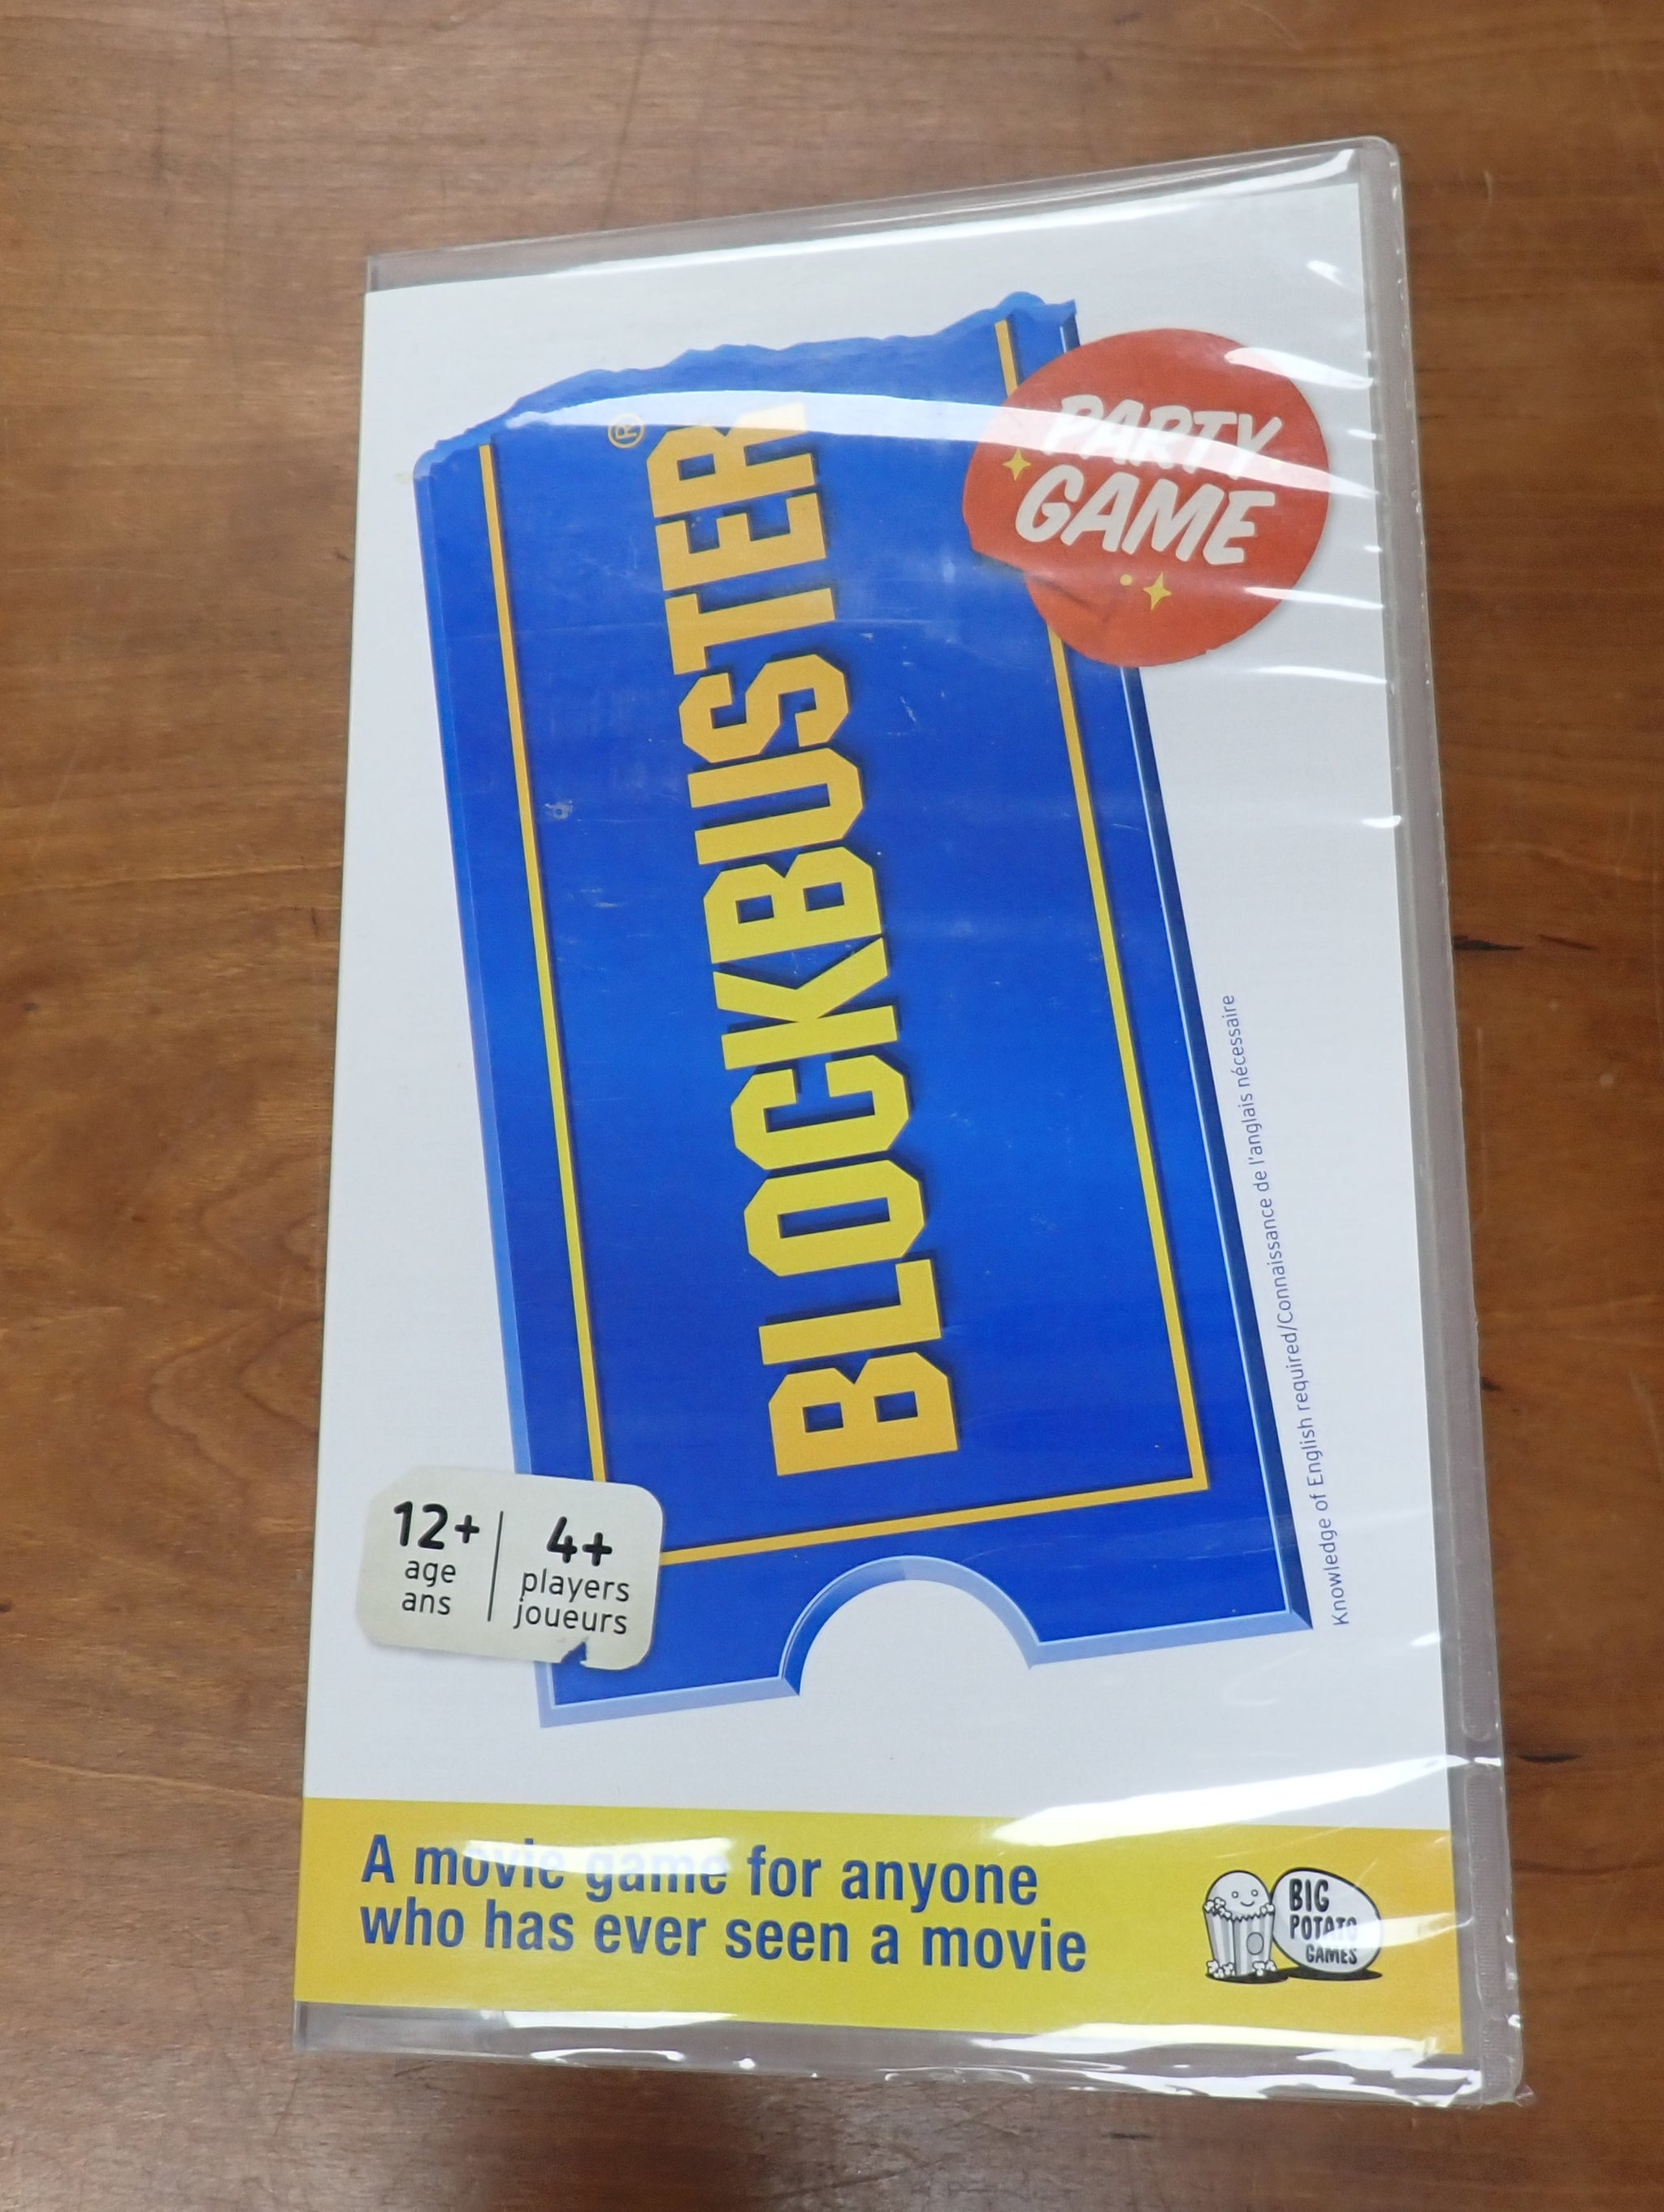 PARTY
GAME
BLOCKBUSTER®
Knowledge of English required/Connaissance de l'anglais nécessaire
12+
age
ans
4+
players
joueurs
A movie game for anyone
who has ever seen a movie
BIG
POTATO
GAMES